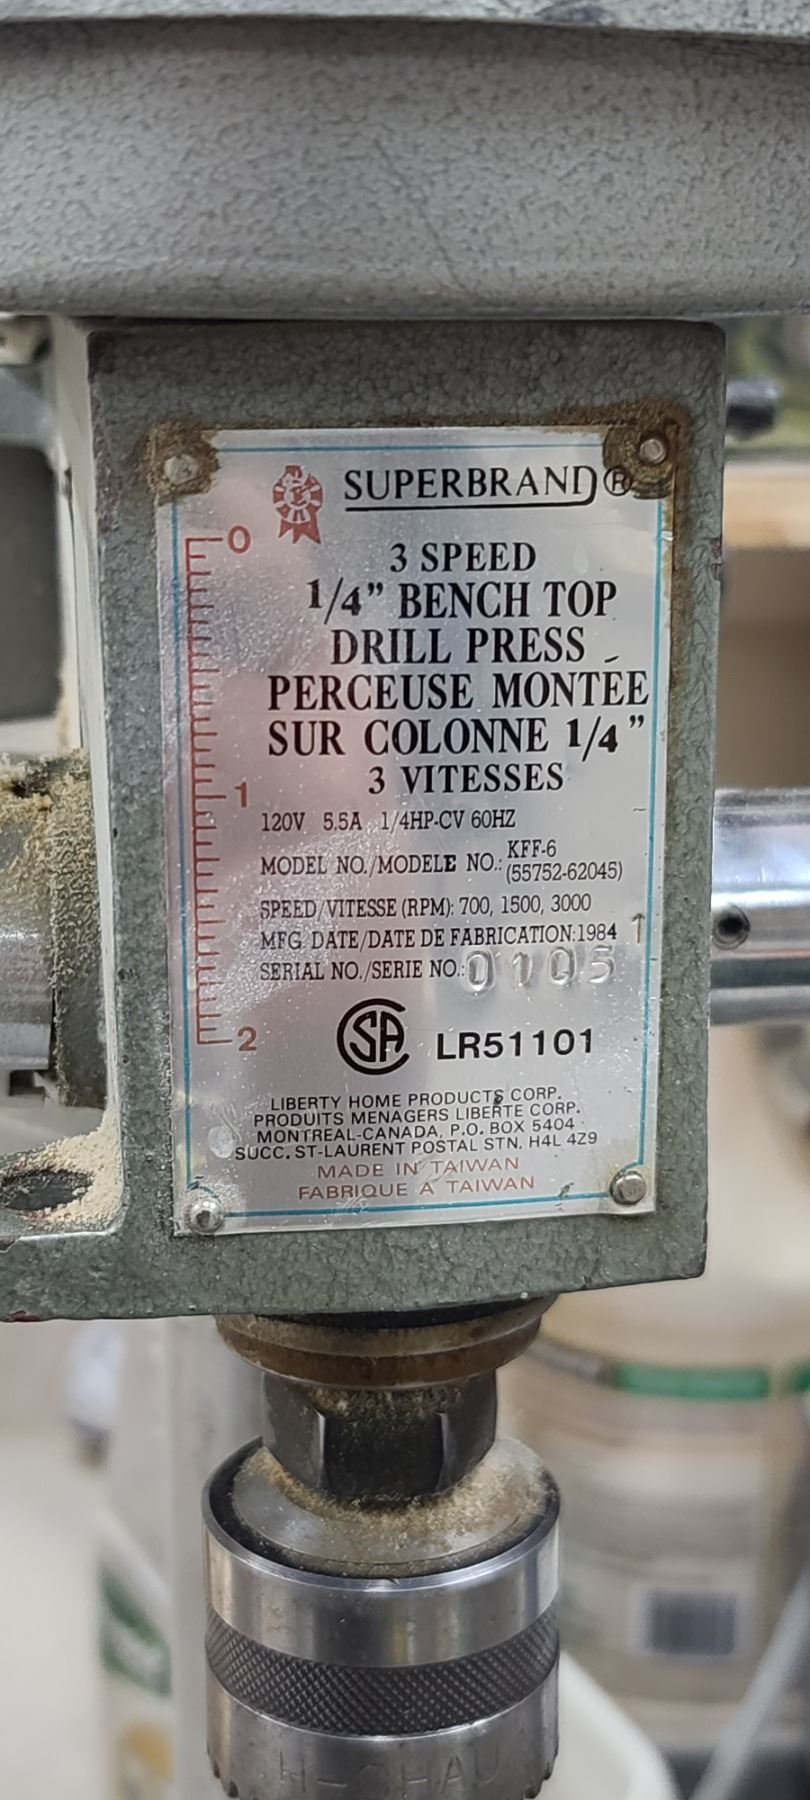 SUPERBRAND®
0
3 SPEED
1/4" BENCH TOP
DRILL PRESS
PERCEUSE MONTÉE
SUR COLONNE 1/4"
3 VITESSES
1
120V 5.5A 1/4HP-CV 60HZ
MODEL NO./MODELE NO.: KFF-6
(55752-62045)
SPEED/VITESSE (RPM): 700, 1500, 3000
MFG. DATE/DATE DE FABRICATION:1984
SERIAL NO./SERIE NO.: 0105
2
CSA LR51101
LIBERTY HOME PRODUCTS CORP.
PRODUITS MENAGERS LIBERTE CORP.
MONTREAL-CANADA, P.O. BOX 5404
SUCC. ST-LAURENT POSTAL STN. H4L 4Z9
MADE IN TAIWAN
FABRIQUE A TAIWAN
H-CHAU